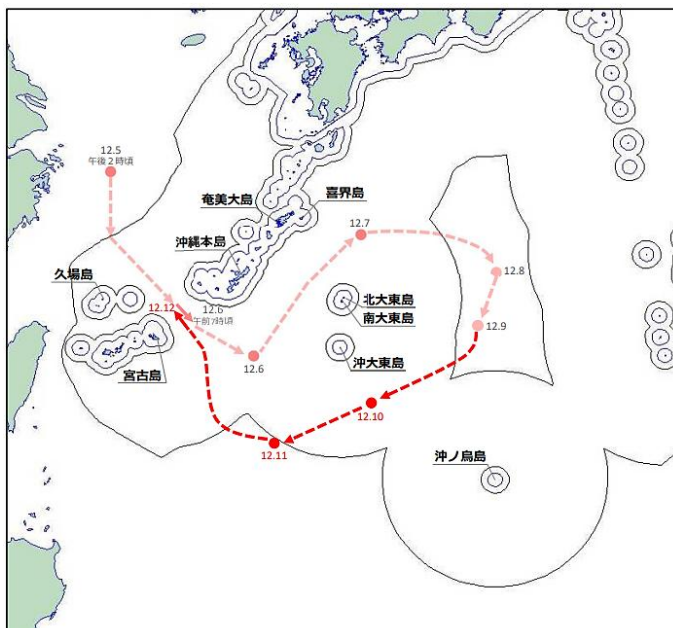 12.5
午後２時頃
奄美大島
喜界島
沖縄本島
12.7
久場島
12.8
12.6
午前7時頃
12.12
北大東島
南大東島
12.9
沖大東島
宮古島
12.6
12.10
12.11
沖ノ鳥島